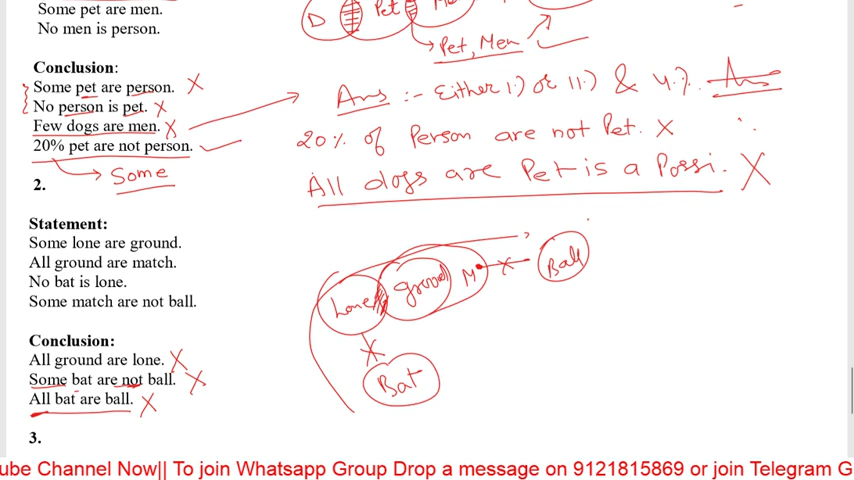 Some pet are men.
No men is person.
D Pet
Pet, Men
Conclusion:
Some pet are person. X
No person is pet. X
Few dogs are men. X
20% pet are not person.
Some
Ans :- Either 1.) or 11.) & 4.). Ans
20% of Person are not Pet. X
All dogs are Pet is a Possi. X
2.
Statement:
Some lone are ground.
All ground are match.
No bat is lone.
Some match are not ball.
Lone ground M X Ball
X
Bat
Conclusion:
All ground are lone. X
Some bat are not ball. X
All bat are ball. X
3.
ube Channel Now|| To join Whatsapp Group Drop a message on 9121815869 or join Telegram G